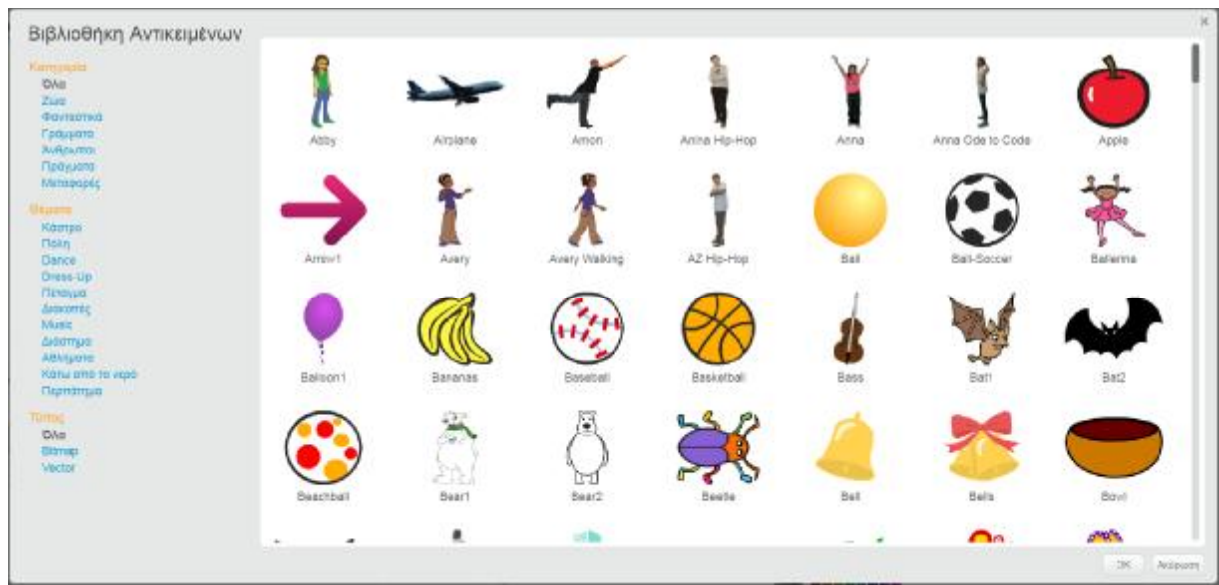 Βιβλιοθήκη Αντικειμένων
Κατηγορία
Όλα
Ζώα
Φανταστικά
Γράμματα
Άνθρωποι
Πράγματα
Μεταφορές
Θέματα
Κάστρο
Πόλη
Dance
Dress-Up
Πέταγμα
Διακοπές
Music
Διάστημα
Αθλήματα
Κάτω από το νερό
Περπάτημα
Τύπος
Όλα
Bitmap
Vector
Abby Airplane Amon Anina Hip-Hop Anna Anna Ode to Code Apple
Arrow1 Avery Avery Walking AZ Hip-Hop Ball Ball-Soccer Ballerina
Balloon1 Bananas Baseball Basketball Bass Bat1 Bat2
Beachball Bear1 Bear2 Beetle Bell Bells Bowl
OK Ακύρωση